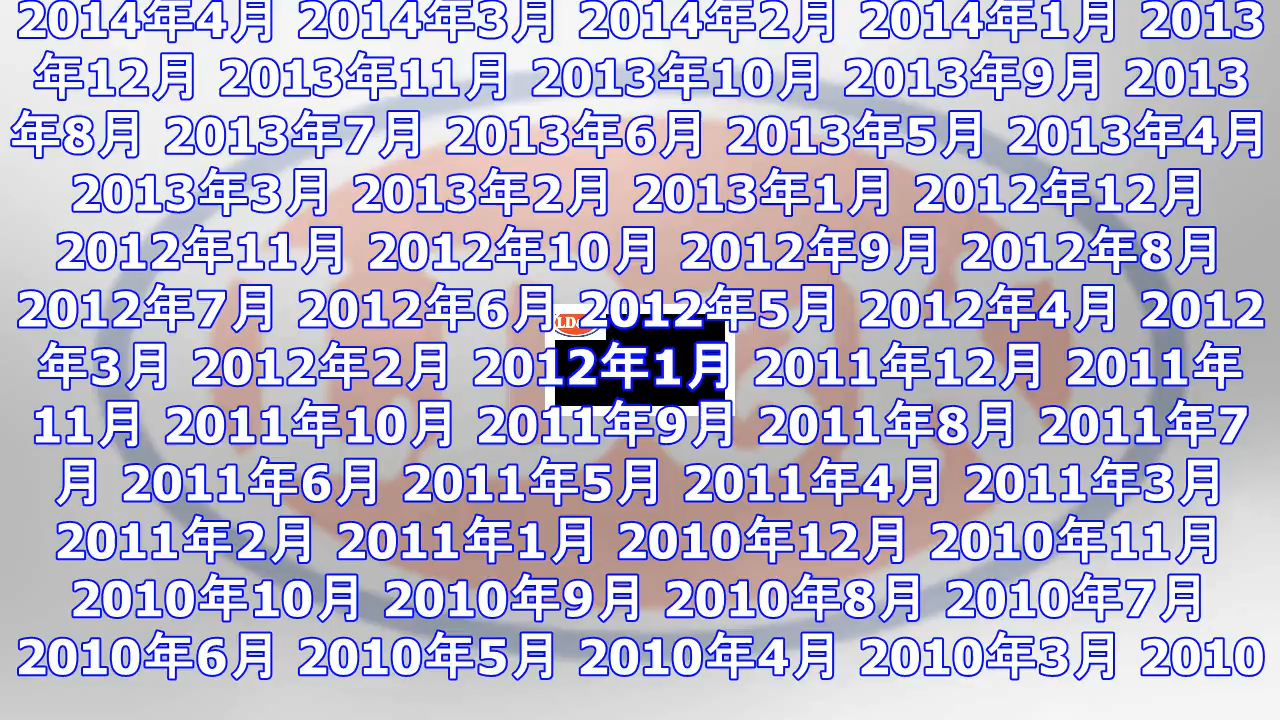 2014年4月 2014年3月 2014年2月 2014年1月 2013
年12月 2013年11月 2013年10月 2013年9月 2013
年8月 2013年7月 2013年6月 2013年5月 2013年4月
2013年3月 2013年2月 2013年1月 2012年12月
2012年11月 2012年10月 2012年9月 2012年8月
2012年7月 2012年6月 2012年5月 2012年4月 2012
年3月 2012年2月 2012年1月 2011年12月 2011年
11月 2011年10月 2011年9月 2011年8月 2011年7
月 2011年6月 2011年5月 2011年4月 2011年3月
2011年2月 2011年1月 2010年12月 2010年11月
2010年10月 2010年9月 2010年8月 2010年7月
2010年6月 2010年5月 2010年4月 2010年3月 2010